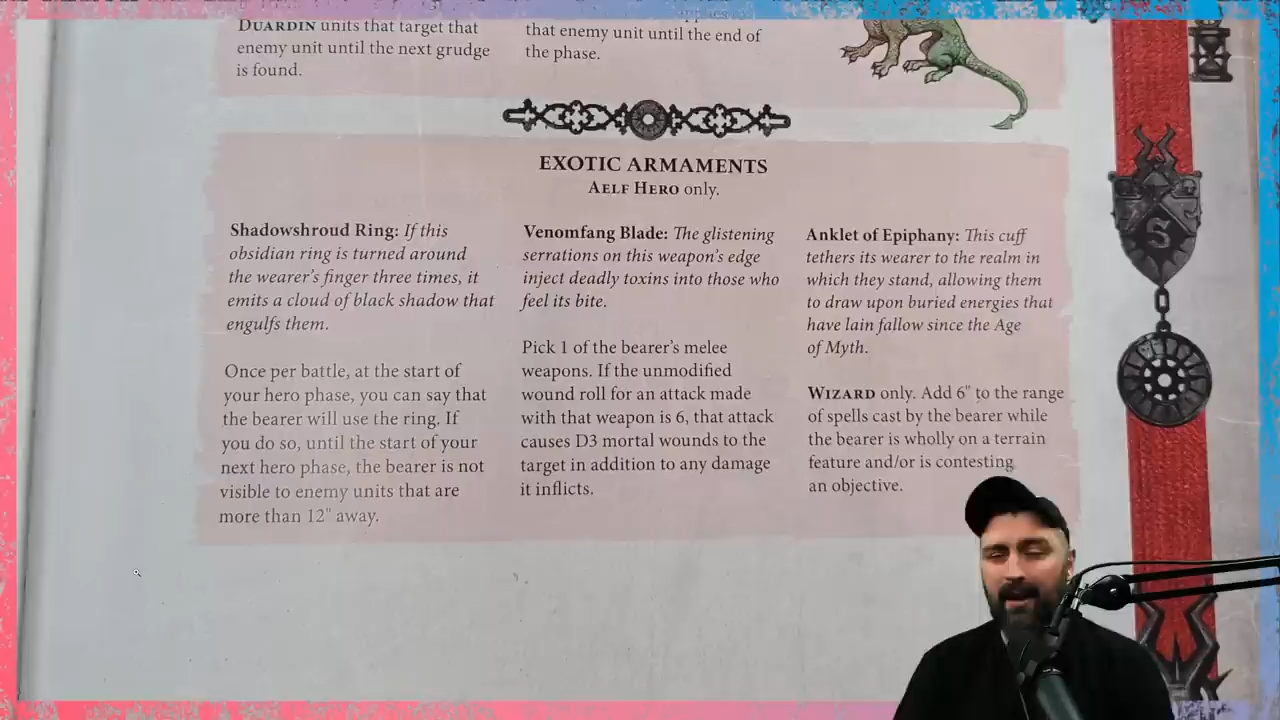 DUARDIN units that target that
enemy unit until the next grudge
is found.
that enemy unit until the end of
the phase.
EXOTIC ARMAMENTS
AELF HERO only.
Shadowshroud Ring: If this
obsidian ring is turned around
the wearer's finger three times, it
emits a cloud of black shadow that
engulfs them.
Once per battle, at the start of
your hero phase, you can say that
the bearer will use the ring. If
you do so, until the start of your
next hero phase, the bearer is not
visible to enemy units that are
more than 12" away.
Venomfang Blade: The glistening
serrations on this weapon's edge
inject deadly toxins into those who
feel its bite.
Pick 1 of the bearer's melee
weapons. If the unmodified
wound roll for an attack made
with that weapon is 6, that attack
causes D3 mortal wounds to the
target in addition to any damage
it inflicts.
Anklet of Epiphany: This cuff
tethers its wearer to the realm in
which they stand, allowing them
to draw upon buried energies that
have lain fallow since the Age
of Myth.
WIZARD only. Add 6" to the range
of spells cast by the bearer while
the bearer is wholly on a terrain
feature and/or is contesting
an objective.
S